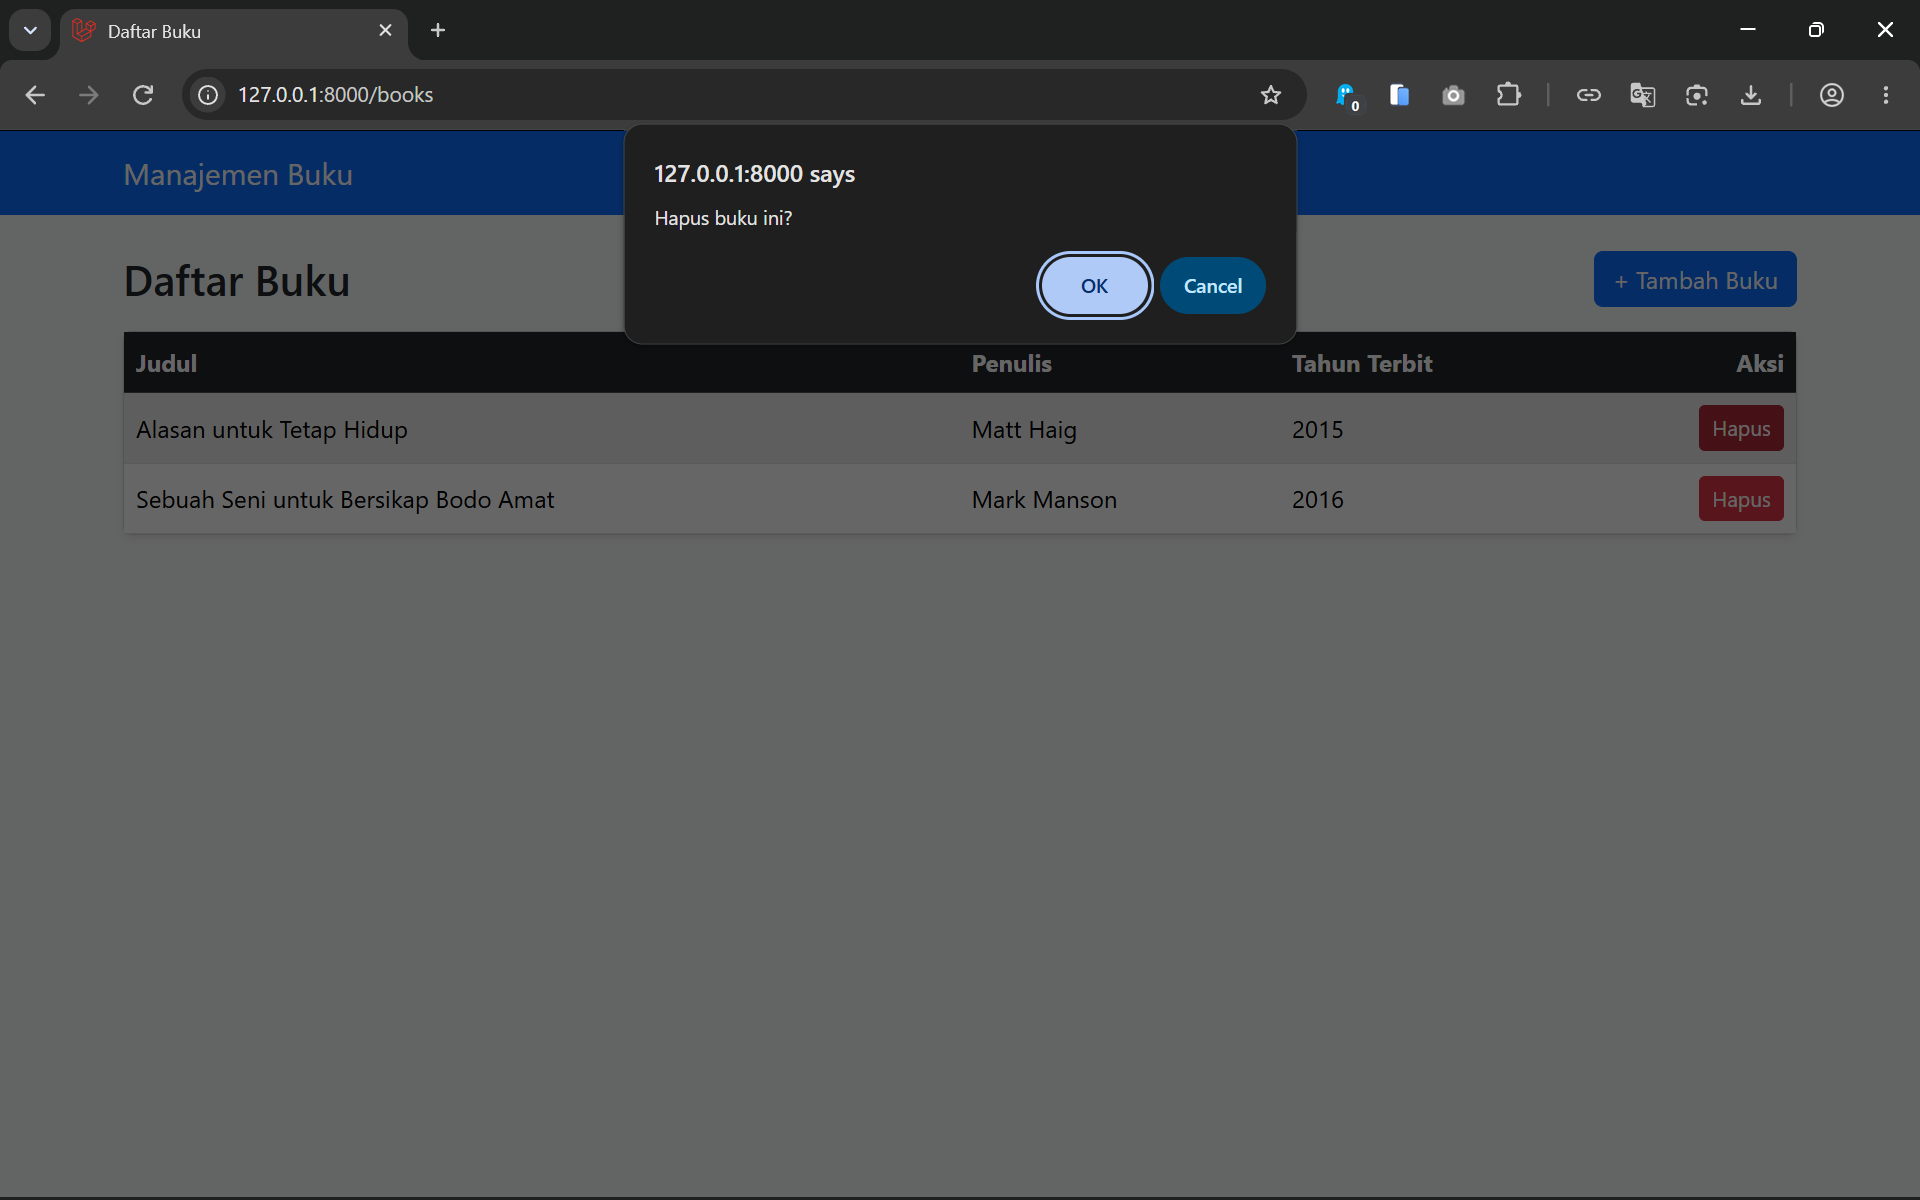 Daftar Buku
127.0.0.1:8000/books
0
Manajemen Buku
127.0.0.1:8000 says
Hapus buku ini?
OK Cancel
Daftar Buku
+ Tambah Buku
Judul Penulis Tahun Terbit Aksi
Alasan untuk Tetap Hidup Matt Haig 2015 Hapus
Sebuah Seni untuk Bersikap Bodo Amat Mark Manson 2016 Hapus